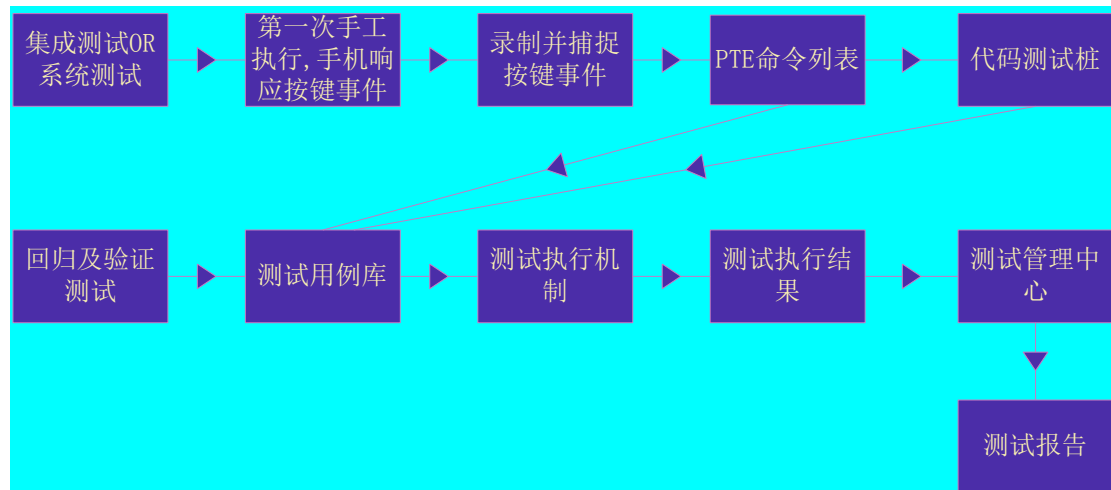 集成测试OR
系统测试
第一次手工
执行,手机响
应按键事件
录制并捕捉
按键事件
PTE命令列表
代码测试桩
回归及验证
测试
测试用例库
测试执行机
制
测试执行结
果
测试管理中
心
测试报告